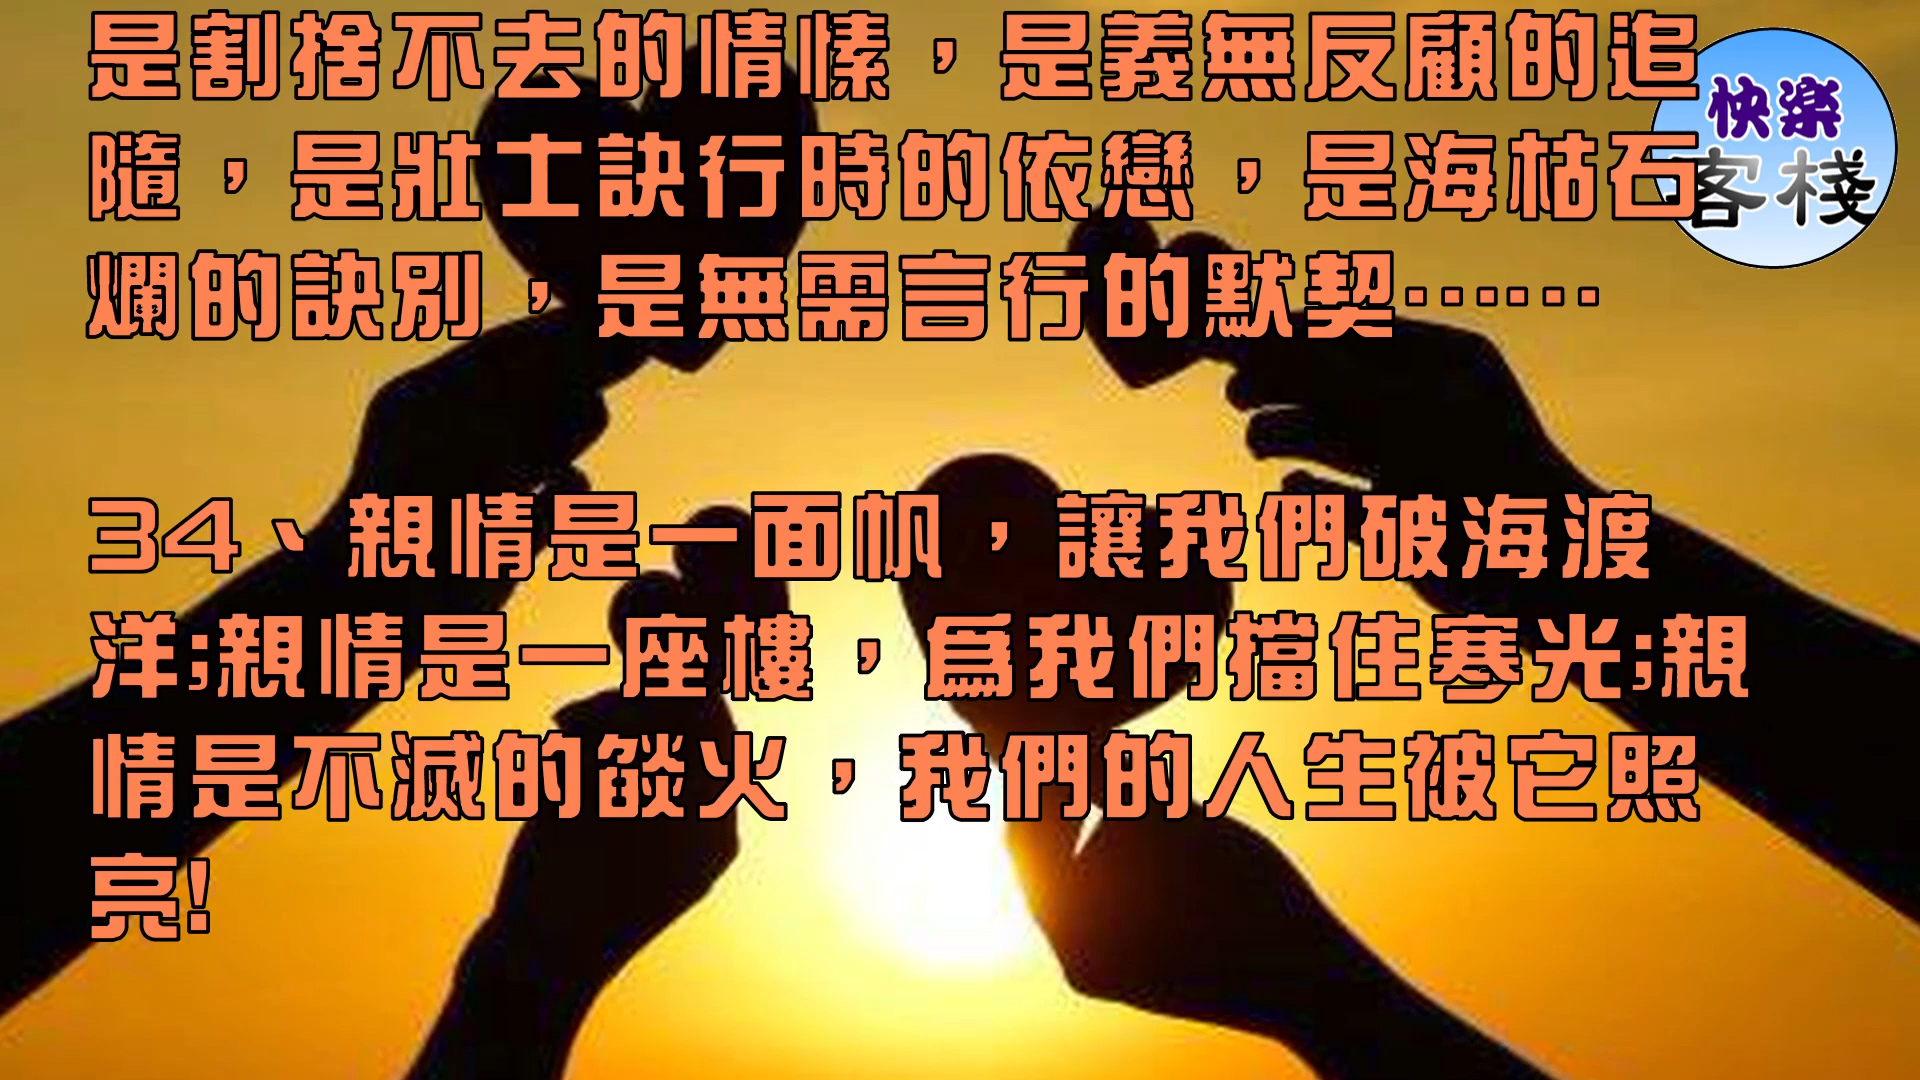 是割捨不去的情愫，是義無反顧的追
隨，是壯士訣行時的依戀，是海枯石
爛的訣別，是無需言行的默契……
34、親情是一面帆，讓我們破海渡
洋;親情是一座樓，爲我們擋住寒光;親
情是不滅的燄火，我們的人生被它照
亮!
快樂
客棧